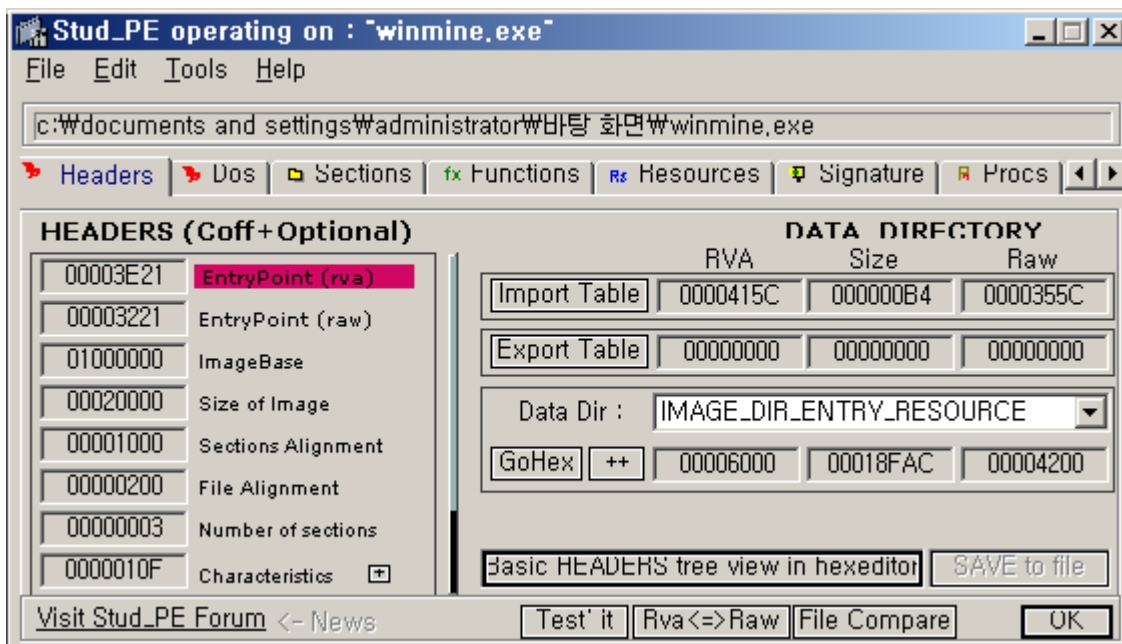 Stud_PE operating on : "winmine.exe"
File Edit Tools Help
c:₩documents and settings₩administrator₩바탕 화면₩winmine.exe
Headers Dos Sections fx Functions Rs Resources Signature Procs
HEADERS (Coff+Optional)
00003E21 EntryPoint (rva)
00003221 EntryPoint (raw)
01000000 ImageBase
00020000 Size of Image
00001000 Sections Alignment
00000200 File Alignment
00000003 Number of sections
0000010F Characteristics +
DATA DIRECTORY
RVA Size Raw
Import Table 0000415C 000000B4 0000355C
Export Table 00000000 00000000 00000000
Data Dir : IMAGE_DIR_ENTRY_RESOURCE
GoHex ++ 00006000 00018FAC 00004200
Basic HEADERS tree view in hexeditor SAVE to file
Visit Stud_PE Forum <- News Test' it Rva<=>Raw File Compare OK